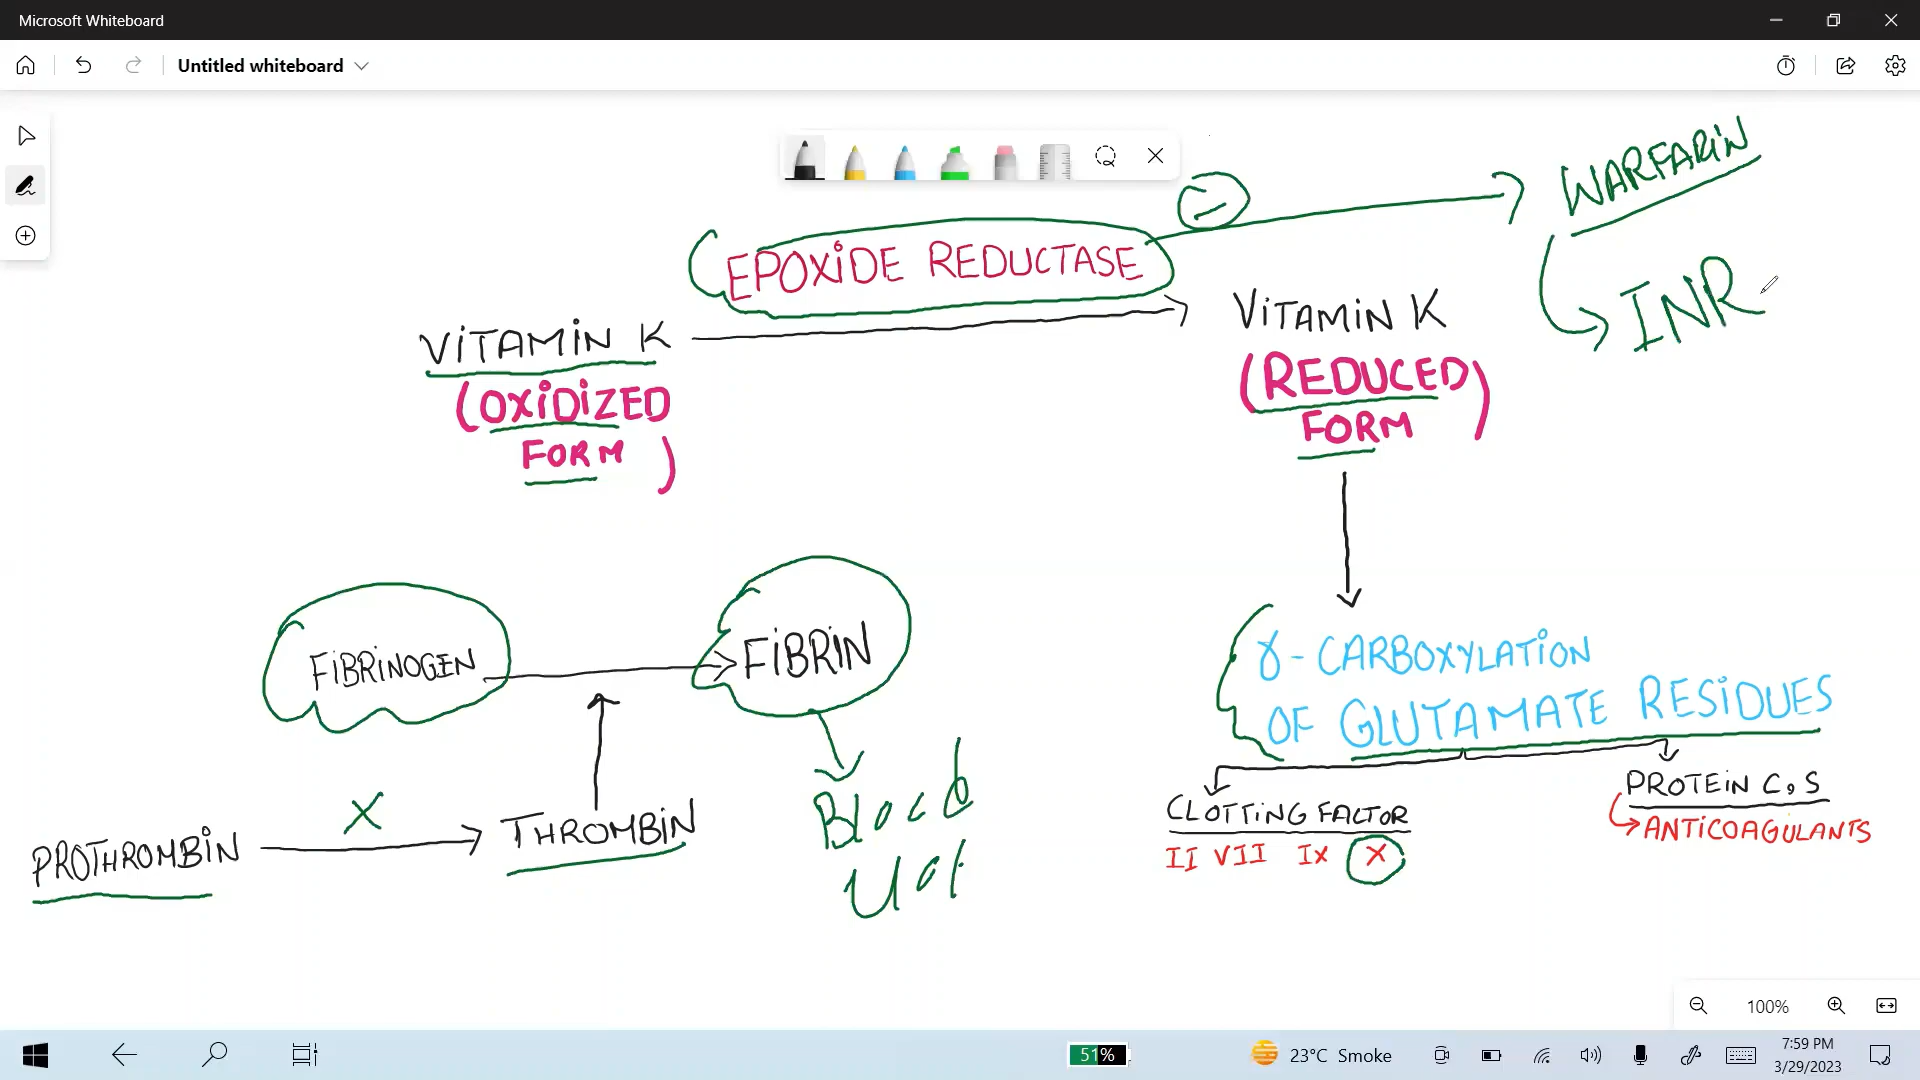 Microsoft Whiteboard
Untitled whiteboard
WARFARIN
EPOXIDE REDUCTASE
INR
VITAMIN K
(OXIDIZED
FORM)
VITAMIN K
(REDUCED
FORM)
FIBRINOGEN
FIBRIN
γ-CARBOXYLATION
OF GLUTAMATE RESIDUES
X
PROTHROMBIN
THROMBIN
Blood
CLOTTING FACTOR
II VII IX X
PROTEIN C, S
ANTICOAGULANTS
100%
51%
23°C Smoke
7:59 PM
3/29/2023